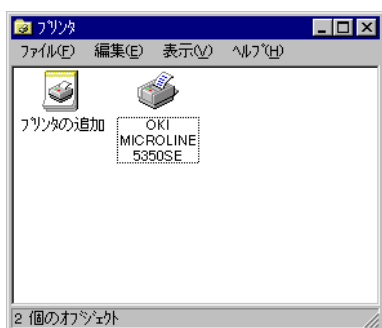 ﾌﾟﾘﾝﾀ
ﾌｧｲﾙ(F) 編集(E) 表示(V) ﾍﾙﾌﾟ(H)
ﾌﾟﾘﾝﾀの追加
OKI
MICROLINE
5350SE
2 個のｵﾌﾞｼﾞｪｸﾄ